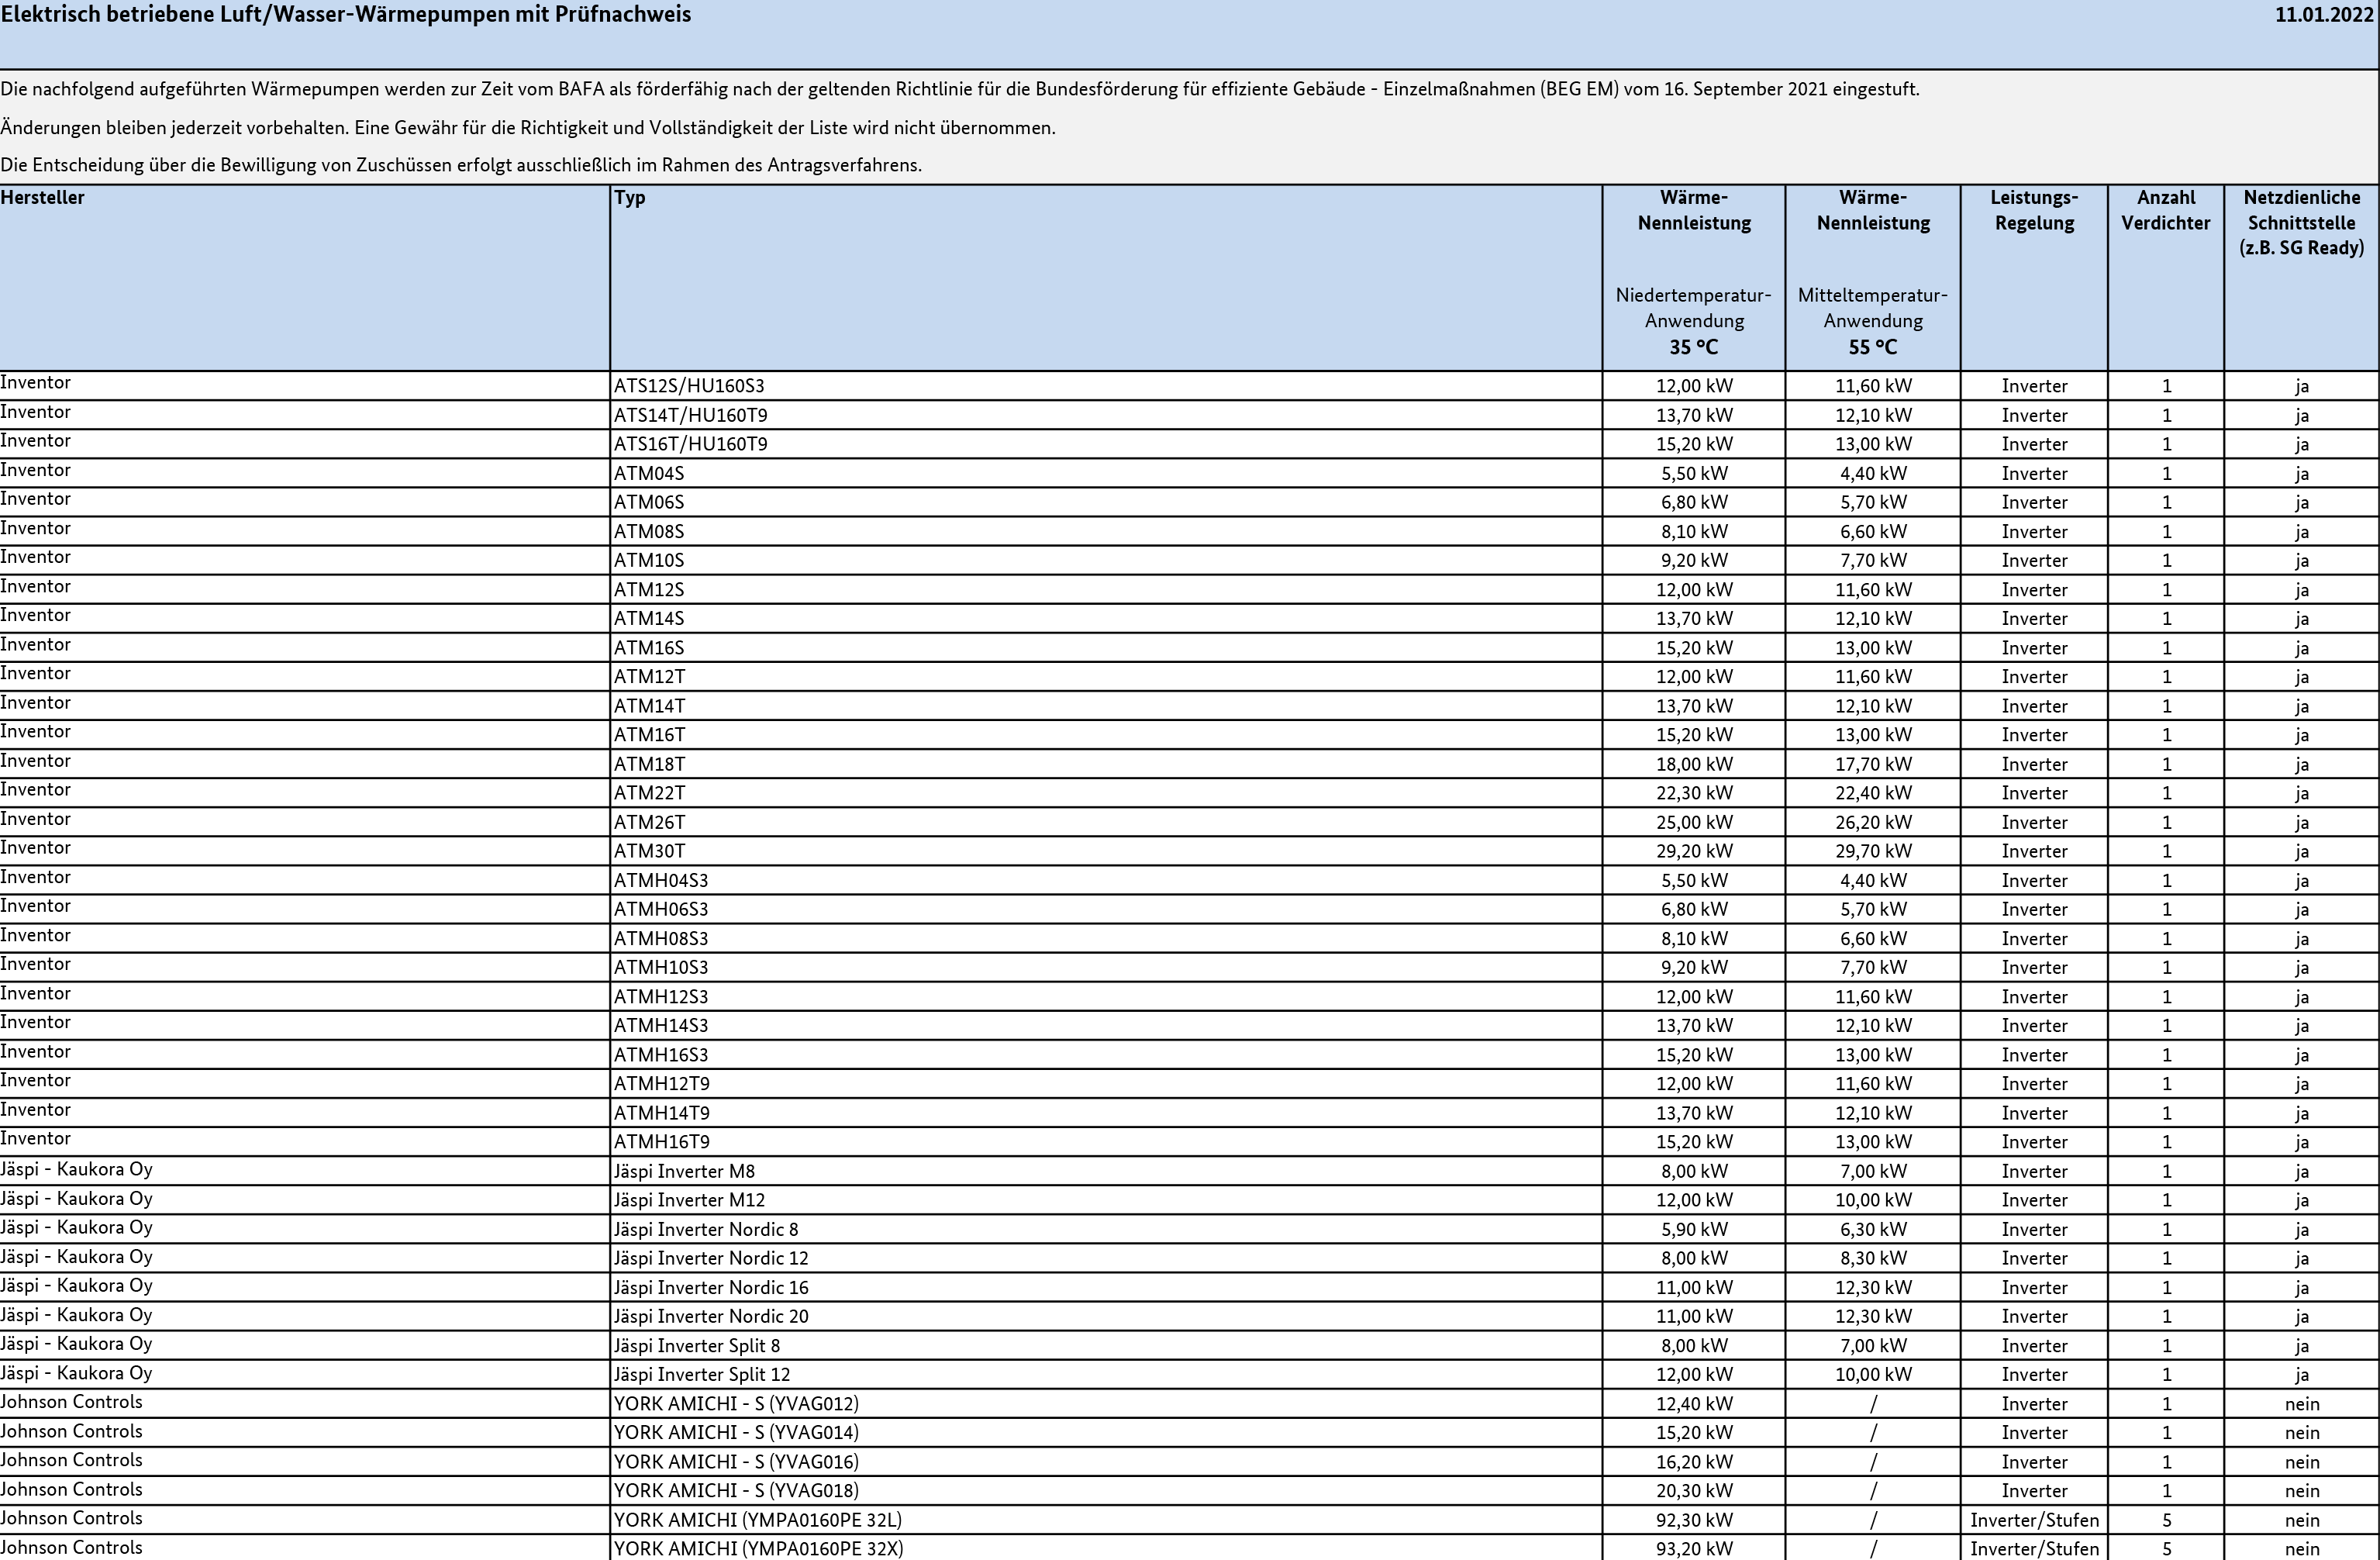 Elektrisch betriebene Luft/Wasser-Wärmepumpen mit Prüfnachweis 11.01.2022
Die nachfolgend aufgeführten Wärmepumpen werden zur Zeit vom BAFA als förderfähig nach der geltenden Richtlinie für die Bundesförderung für effiziente Gebäude - Einzelmaßnahmen (BEG EM) vom 16. September 2021 eingestuft.
Änderungen bleiben jederzeit vorbehalten. Eine Gewähr für die Richtigkeit und Vollständigkeit der Liste wird nicht übernommen.
Die Entscheidung über die Bewilligung von Zuschüssen erfolgt ausschließlich im Rahmen des Antragsverfahrens.
Hersteller Typ Wärme- Wärme- Leistungs- Anzahl Netzdienliche
Nennleistung Nennleistung Regelung Verdichter Schnittstelle
(z.B. SG Ready)
Niedertemperatur- Mitteltemperatur-
Anwendung Anwendung
35 °C 55 °C
Inventor ATS12S/HU160S3 12,00 kW 11,60 kW Inverter 1 ja
Inventor ATS14T/HU160T9 13,70 kW 12,10 kW Inverter 1 ja
Inventor ATS16T/HU160T9 15,20 kW 13,00 kW Inverter 1 ja
Inventor ATM04S 5,50 kW 4,40 kW Inverter 1 ja
Inventor ATM06S 6,80 kW 5,70 kW Inverter 1 ja
Inventor ATM08S 8,10 kW 6,60 kW Inverter 1 ja
Inventor ATM10S 9,20 kW 7,70 kW Inverter 1 ja
Inventor ATM12S 12,00 kW 11,60 kW Inverter 1 ja
Inventor ATM14S 13,70 kW 12,10 kW Inverter 1 ja
Inventor ATM16S 15,20 kW 13,00 kW Inverter 1 ja
Inventor ATM12T 12,00 kW 11,60 kW Inverter 1 ja
Inventor ATM14T 13,70 kW 12,10 kW Inverter 1 ja
Inventor ATM16T 15,20 kW 13,00 kW Inverter 1 ja
Inventor ATM18T 18,00 kW 17,70 kW Inverter 1 ja
Inventor ATM22T 22,30 kW 22,40 kW Inverter 1 ja
Inventor ATM26T 25,00 kW 26,20 kW Inverter 1 ja
Inventor ATM30T 29,20 kW 29,70 kW Inverter 1 ja
Inventor ATMH04S3 5,50 kW 4,40 kW Inverter 1 ja
Inventor ATMH06S3 6,80 kW 5,70 kW Inverter 1 ja
Inventor ATMH08S3 8,10 kW 6,60 kW Inverter 1 ja
Inventor ATMH10S3 9,20 kW 7,70 kW Inverter 1 ja
Inventor ATMH12S3 12,00 kW 11,60 kW Inverter 1 ja
Inventor ATMH14S3 13,70 kW 12,10 kW Inverter 1 ja
Inventor ATMH16S3 15,20 kW 13,00 kW Inverter 1 ja
Inventor ATMH12T9 12,00 kW 11,60 kW Inverter 1 ja
Inventor ATMH14T9 13,70 kW 12,10 kW Inverter 1 ja
Inventor ATMH16T9 15,20 kW 13,00 kW Inverter 1 ja
Jäspi - Kaukora Oy Jäspi Inverter M8 8,00 kW 7,00 kW Inverter 1 ja
Jäspi - Kaukora Oy Jäspi Inverter M12 12,00 kW 10,00 kW Inverter 1 ja
Jäspi - Kaukora Oy Jäspi Inverter Nordic 8 5,90 kW 6,30 kW Inverter 1 ja
Jäspi - Kaukora Oy Jäspi Inverter Nordic 12 8,00 kW 8,30 kW Inverter 1 ja
Jäspi - Kaukora Oy Jäspi Inverter Nordic 16 11,00 kW 12,30 kW Inverter 1 ja
Jäspi - Kaukora Oy Jäspi Inverter Nordic 20 11,00 kW 12,30 kW Inverter 1 ja
Jäspi - Kaukora Oy Jäspi Inverter Split 8 8,00 kW 7,00 kW Inverter 1 ja
Jäspi - Kaukora Oy Jäspi Inverter Split 12 12,00 kW 10,00 kW Inverter 1 ja
Johnson Controls YORK AMICHI - S (YVAG012) 12,40 kW / Inverter 1 nein
Johnson Controls YORK AMICHI - S (YVAG014) 15,20 kW / Inverter 1 nein
Johnson Controls YORK AMICHI - S (YVAG016) 16,20 kW / Inverter 1 nein
Johnson Controls YORK AMICHI - S (YVAG018) 20,30 kW / Inverter 1 nein
Johnson Controls YORK AMICHI (YMPA0160PE 32L) 92,30 kW / Inverter/Stufen 5 nein
Johnson Controls YORK AMICHI (YMPA0160PE 32X) 93,20 kW / Inverter/Stufen 5 nein